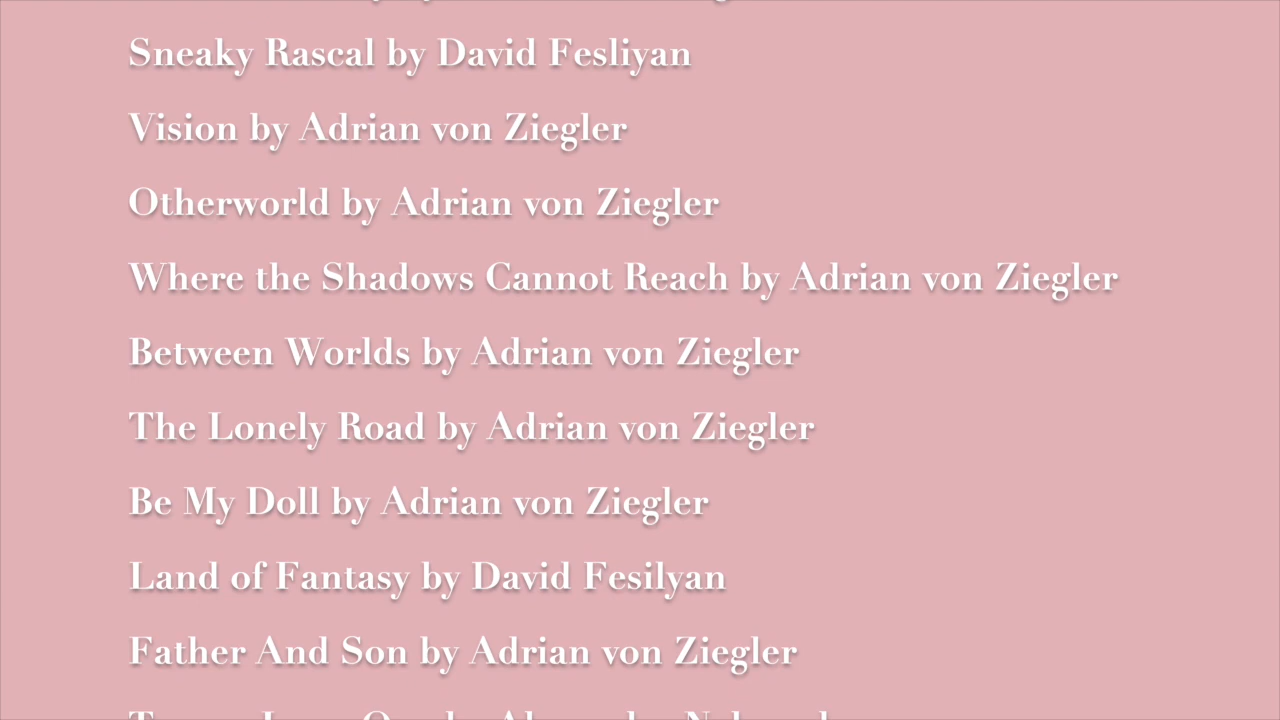 Sneaky Rascal by David Fesliyan
Vision by Adrian von Ziegler
Otherworld by Adrian von Ziegler
Where the Shadows Cannot Reach by Adrian von Ziegler
Between Worlds by Adrian von Ziegler
The Lonely Road by Adrian von Ziegler
Be My Doll by Adrian von Ziegler
Land of Fantasy by David Fesilyan
Father And Son by Adrian von Ziegler